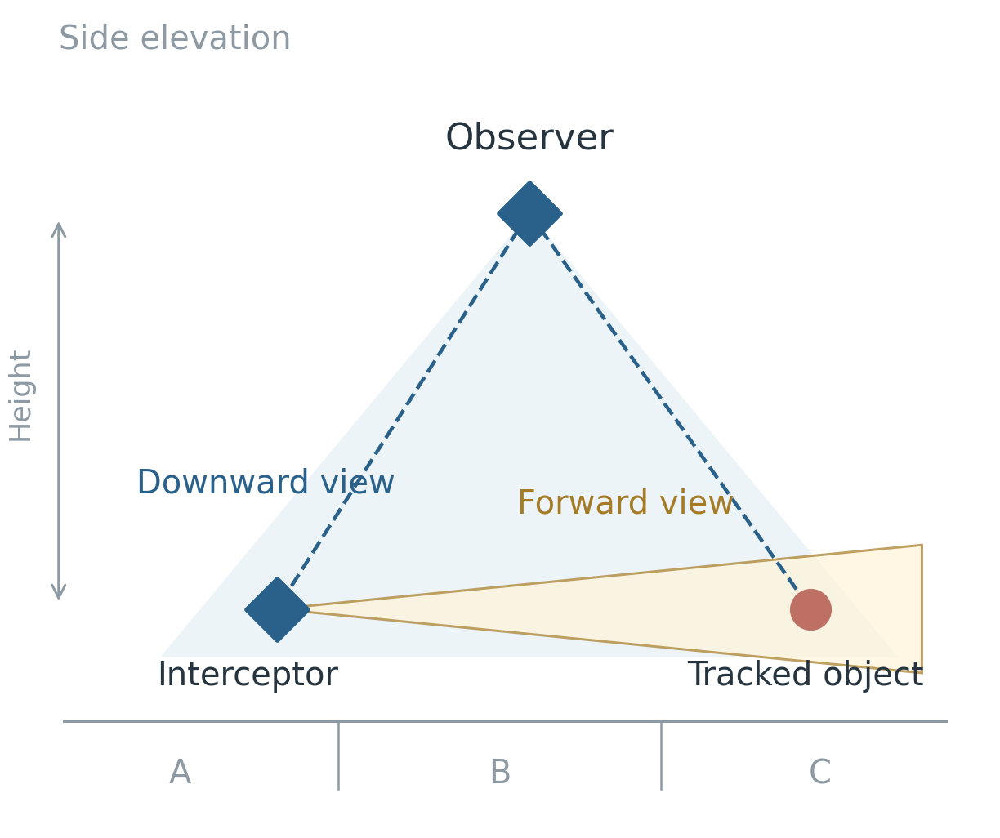 Side elevation
Observer
Height
Downward view
Forward view
Interceptor
Tracked object
A
B
C